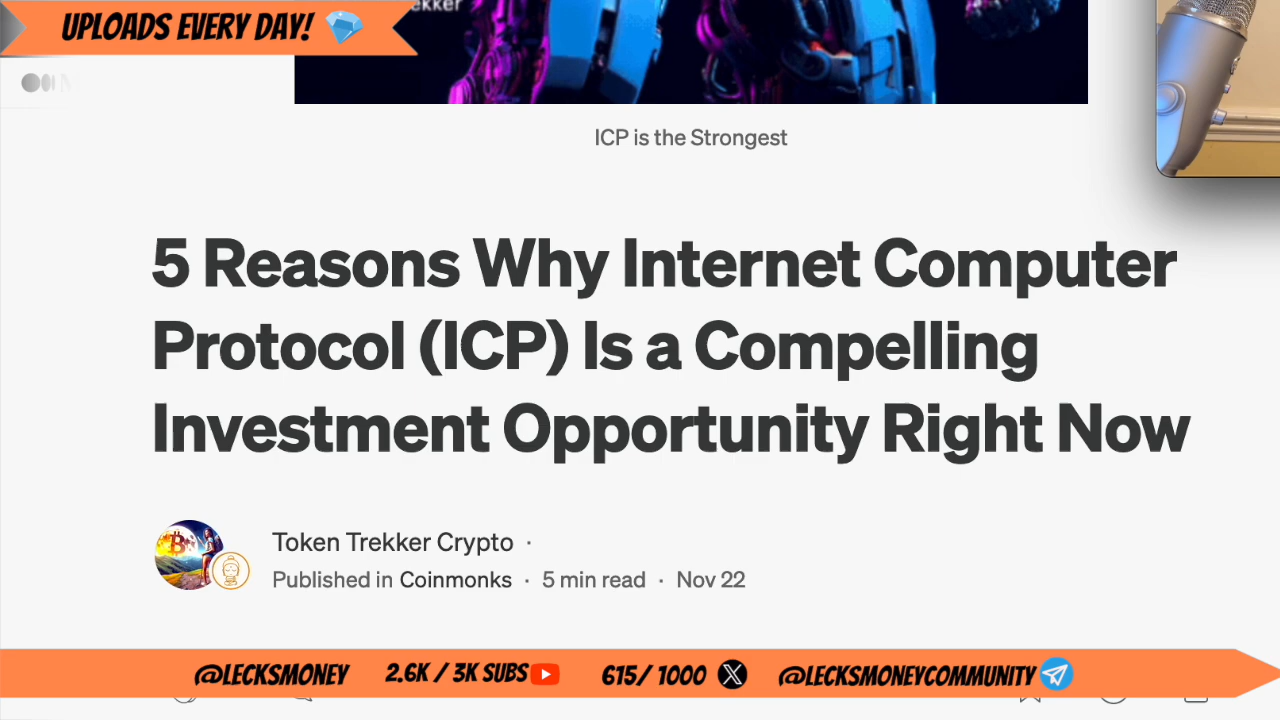 UPLOADS EVERY DAY!
ekker
ICP is the Strongest
5 Reasons Why Internet Computer
Protocol (ICP) Is a Compelling
Investment Opportunity Right Now
Token Trekker Crypto ·
Published in Coinmonks · 5 min read · Nov 22
@LECKSMONEY 2.6K / 3K SUBS 615/ 1000 X @LECKSMONEYCOMMUNITY